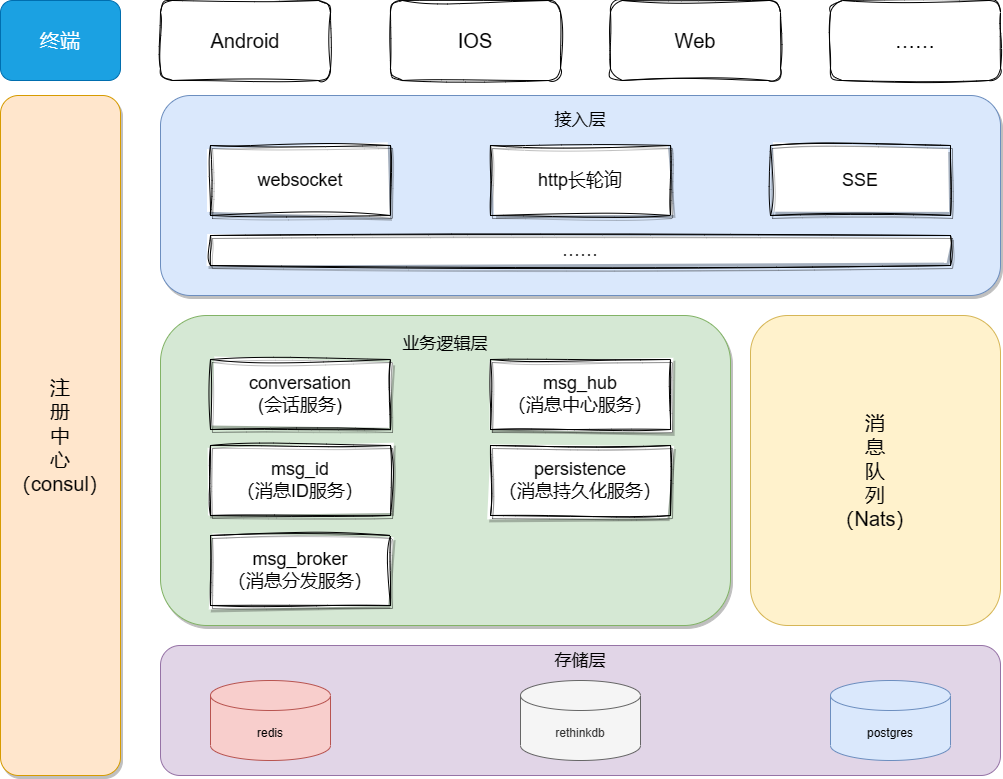 终端
Android
IOS
Web
……
接入层
websocket
http长轮询
SSE
……
注
册
中
心
（consul）
业务逻辑层
conversation
(会话服务)
msg_hub
（消息中心服务）
msg_id
（消息ID服务）
persistence
（消息持久化服务）
msg_broker
（消息分发服务）
消
息
队
列
（Nats）
存储层
redis
rethinkdb
postgres